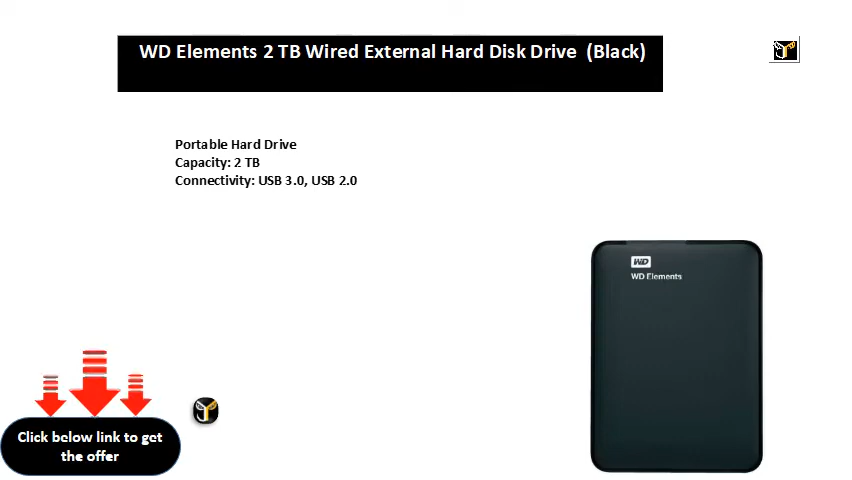 WD Elements 2 TB Wired External Hard Disk Drive  (Black)
Portable Hard Drive
Capacity: 2 TB
Connectivity: USB 3.0, USB 2.0
WD
WD Elements
Click below link to get
the offer